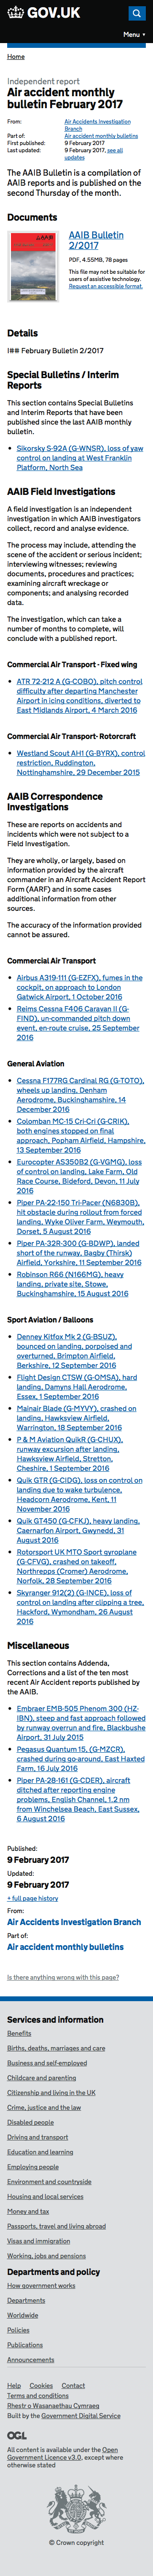 GOV.UK
Menu ▼
Home
Independent report
Air accident monthly
bulletin February 2017
From:
Air Accidents Investigation
Branch
Part of:
Air accident monthly bulletins
First published:
9 February 2017
Last updated:
9 February 2017, see all
updates
The AAIB Bulletin is a compilation of
AAIB reports and is published on the
second Thursday of month.
Documents
AAIB Bulletin
2/2017
PDF, 4.55MB, 78 pages
This file may not be suitable for users
of assistive technology.
Request an accessible format.
Details
I## February Bulletin 2/2017
Special Bulletins / Interim
Reports
This section contains Special Bulletins
and Interim Reports that have been
published since the last AAIB
monthly bulletin.
Sikorsky S-92A (G-WNSR), loss of yaw
control on landing at West Franklin
Platform, North Sea
AAIB Field Investigations
A field investigation is an independent
investigation in which AAIB investigators
collect, record and analyse evidence.
The process may include, attending the
scene of the accident or serious incident;
interviewing witnesses; reviewing
documents, procedures and practices;
examining aircraft wreckage or
components; and analysing recorded
data.
The investigation, which can take
a number of months to complete, will
conclude with a published report.
Commercial Air Transport - Fixed wing
ATR 72-212 A (G-COBO), pitch control
difficulty after departing Manchester
Airport in icing conditions, diverted to
East Midlands Airport, 4 March 2016
Commercial Air Transport- Rotorcraft
Westland Scout AH1 (G-BYRX), control
restriction, Ruddington,
Nottinghamshire, 29 December 2015
AAIB Correspondence
Investigations
These are reports on accidents and
incidents which are not subject to a
Field Investigation.
They are wholly, or largely, based on
information provided by the aircraft
commander in an Aircraft Accident Report
Form (AARF) and in some cases
additional information from other
sources.
The accuracy of the information provided
cannot be assured.
Commercial Air Transport
Airbus A319-111 (G-EZFX), fumes in the
cockpit, on approach to London
Gatwick Airport, 1 October 2016
Reims Cessna F406 Caravan II (G-
FIND), un-commanded pitch down
event, en-route cruise, 25 September
2016
General Aviation
Cessna F177RG Cardinal RG (G-TOTO),
wheels up landing, Denham
Aerodrome, Buckinghamshire, 14
December 2016
Colomban MC-15 Cri-Cri (G-CRIK),
both engines stopped on final
approach, Popham Airfield, Hampshire,
13 September 2016
Eurocopter AS350B2 (G-VGMG), loss
of control on landing, Lake Farm, Old
Race Course, Bideford, Devon, 11 July
2016
Piper PA-22-150 Tri-Pacer (N6830B),
hit obstacle during rollout from forced
landing, Wyke Oliver Farm, Weymouth,
Dorset, 5 August 2016
Piper PA-32R-300 (G-BDWP), landed
short of the runway, Bagby (Thirsk)
Airfield, Yorkshire, 11 September 2016
Robinson R66 (N166MG), heavy
landing, private site, Stowe,
Buckinghamshire, 15 August 2016
Sport Aviation / Balloons
Denney Kitfox Mk 2 (G-BSUZ),
bounced on landing, porpoised and
overturned, Brimpton Airfield,
Berkshire, 12 September 2016
Flight Design CTSW (G-OMSA), hard
landing, Damyns Hall Aerodrome,
Essex, 1 September 2016
Mainair Blade (G-MYVY), crashed on
landing, Hawksview Airfield,
Warrington, 18 September 2016
P & M Aviation QuikR (G-CHUX),
runway excursion after landing,
Hawksview Airfield, Stretton,
Cheshire, 1 September 2016
Quik GTR (G-CIDG), loss on control on
landing due to wake turbulence,
Headcorn Aerodrome, Kent, 11
November 2016
Quik GT450 (G-CFKJ), heavy landing,
Caernarfon Airport, Gwynedd, 31
August 2016
Rotorsport UK MTO Sport gyroplane
(G-CFVG), crashed on takeoff,
Northrepps (Cromer) Aerodrome,
Norfolk, 28 September 2016
Skyranger 912(2) (G-INCE), loss of
control on landing after clipping a tree,
Hackford, Wymondham, 26 August
2016
Miscellaneous
This section contains Addenda,
Corrections and a list of the ten most
recent Aircraft Accident Reports
published by the AAIB.
Embraer EMB-505 Phenom 300 (HZ-
IBN), steep and fast approach followed
by runway overrun and fire, Blackbushe
Airport, 31 July 2015
Pegasus Quantum 15, (G-MZCR),
crashed during go-around, East Haxted
Farm, 16 July 2016
Piper PA-28-161 (G-CDER), aircraft
ditched after reporting engine
problems, English Channel, 1.2 nm
from Winchelsea Beach, East Sussex,
6 August 2016
Published:
9 February 2017
Updated:
9 February 2017
+ full page history
From:
Air Accidents Investigation Branch
Part of:
Air accident monthly bulletins
Is there anything wrong with this page?
Services and information
Benefits
Births, deaths, marriages and care
Business and self-employed
Childcare and parenting
Citizenship and living in the UK
Crime, justice and the law
Disabled people
Driving and transport
Education and learning
Employing people
Environment and countryside
Housing and local services
Money and tax
Passports, travel and living abroad
Visas and immigration
Working, jobs and pensions
Departments and policy
How government works
Departments
Worldwide
Policies
Publications
Announcements
Help Cookies Contact
Terms and conditions
Rhestr o Wasanaethau Cymraeg
Built by the Government Digital Service
OGL
All content is available under the Open
Government Licence v3.0, except where
otherwise stated
© Crown copyright